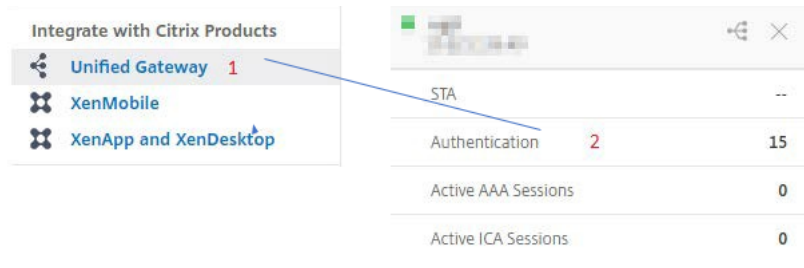 Integrate with Citrix Products
Unified Gateway 1
XenMobile
XenApp and XenDesktop
STA --
Authentication 2 15
Active AAA Sessions 0
Active ICA Sessions 0